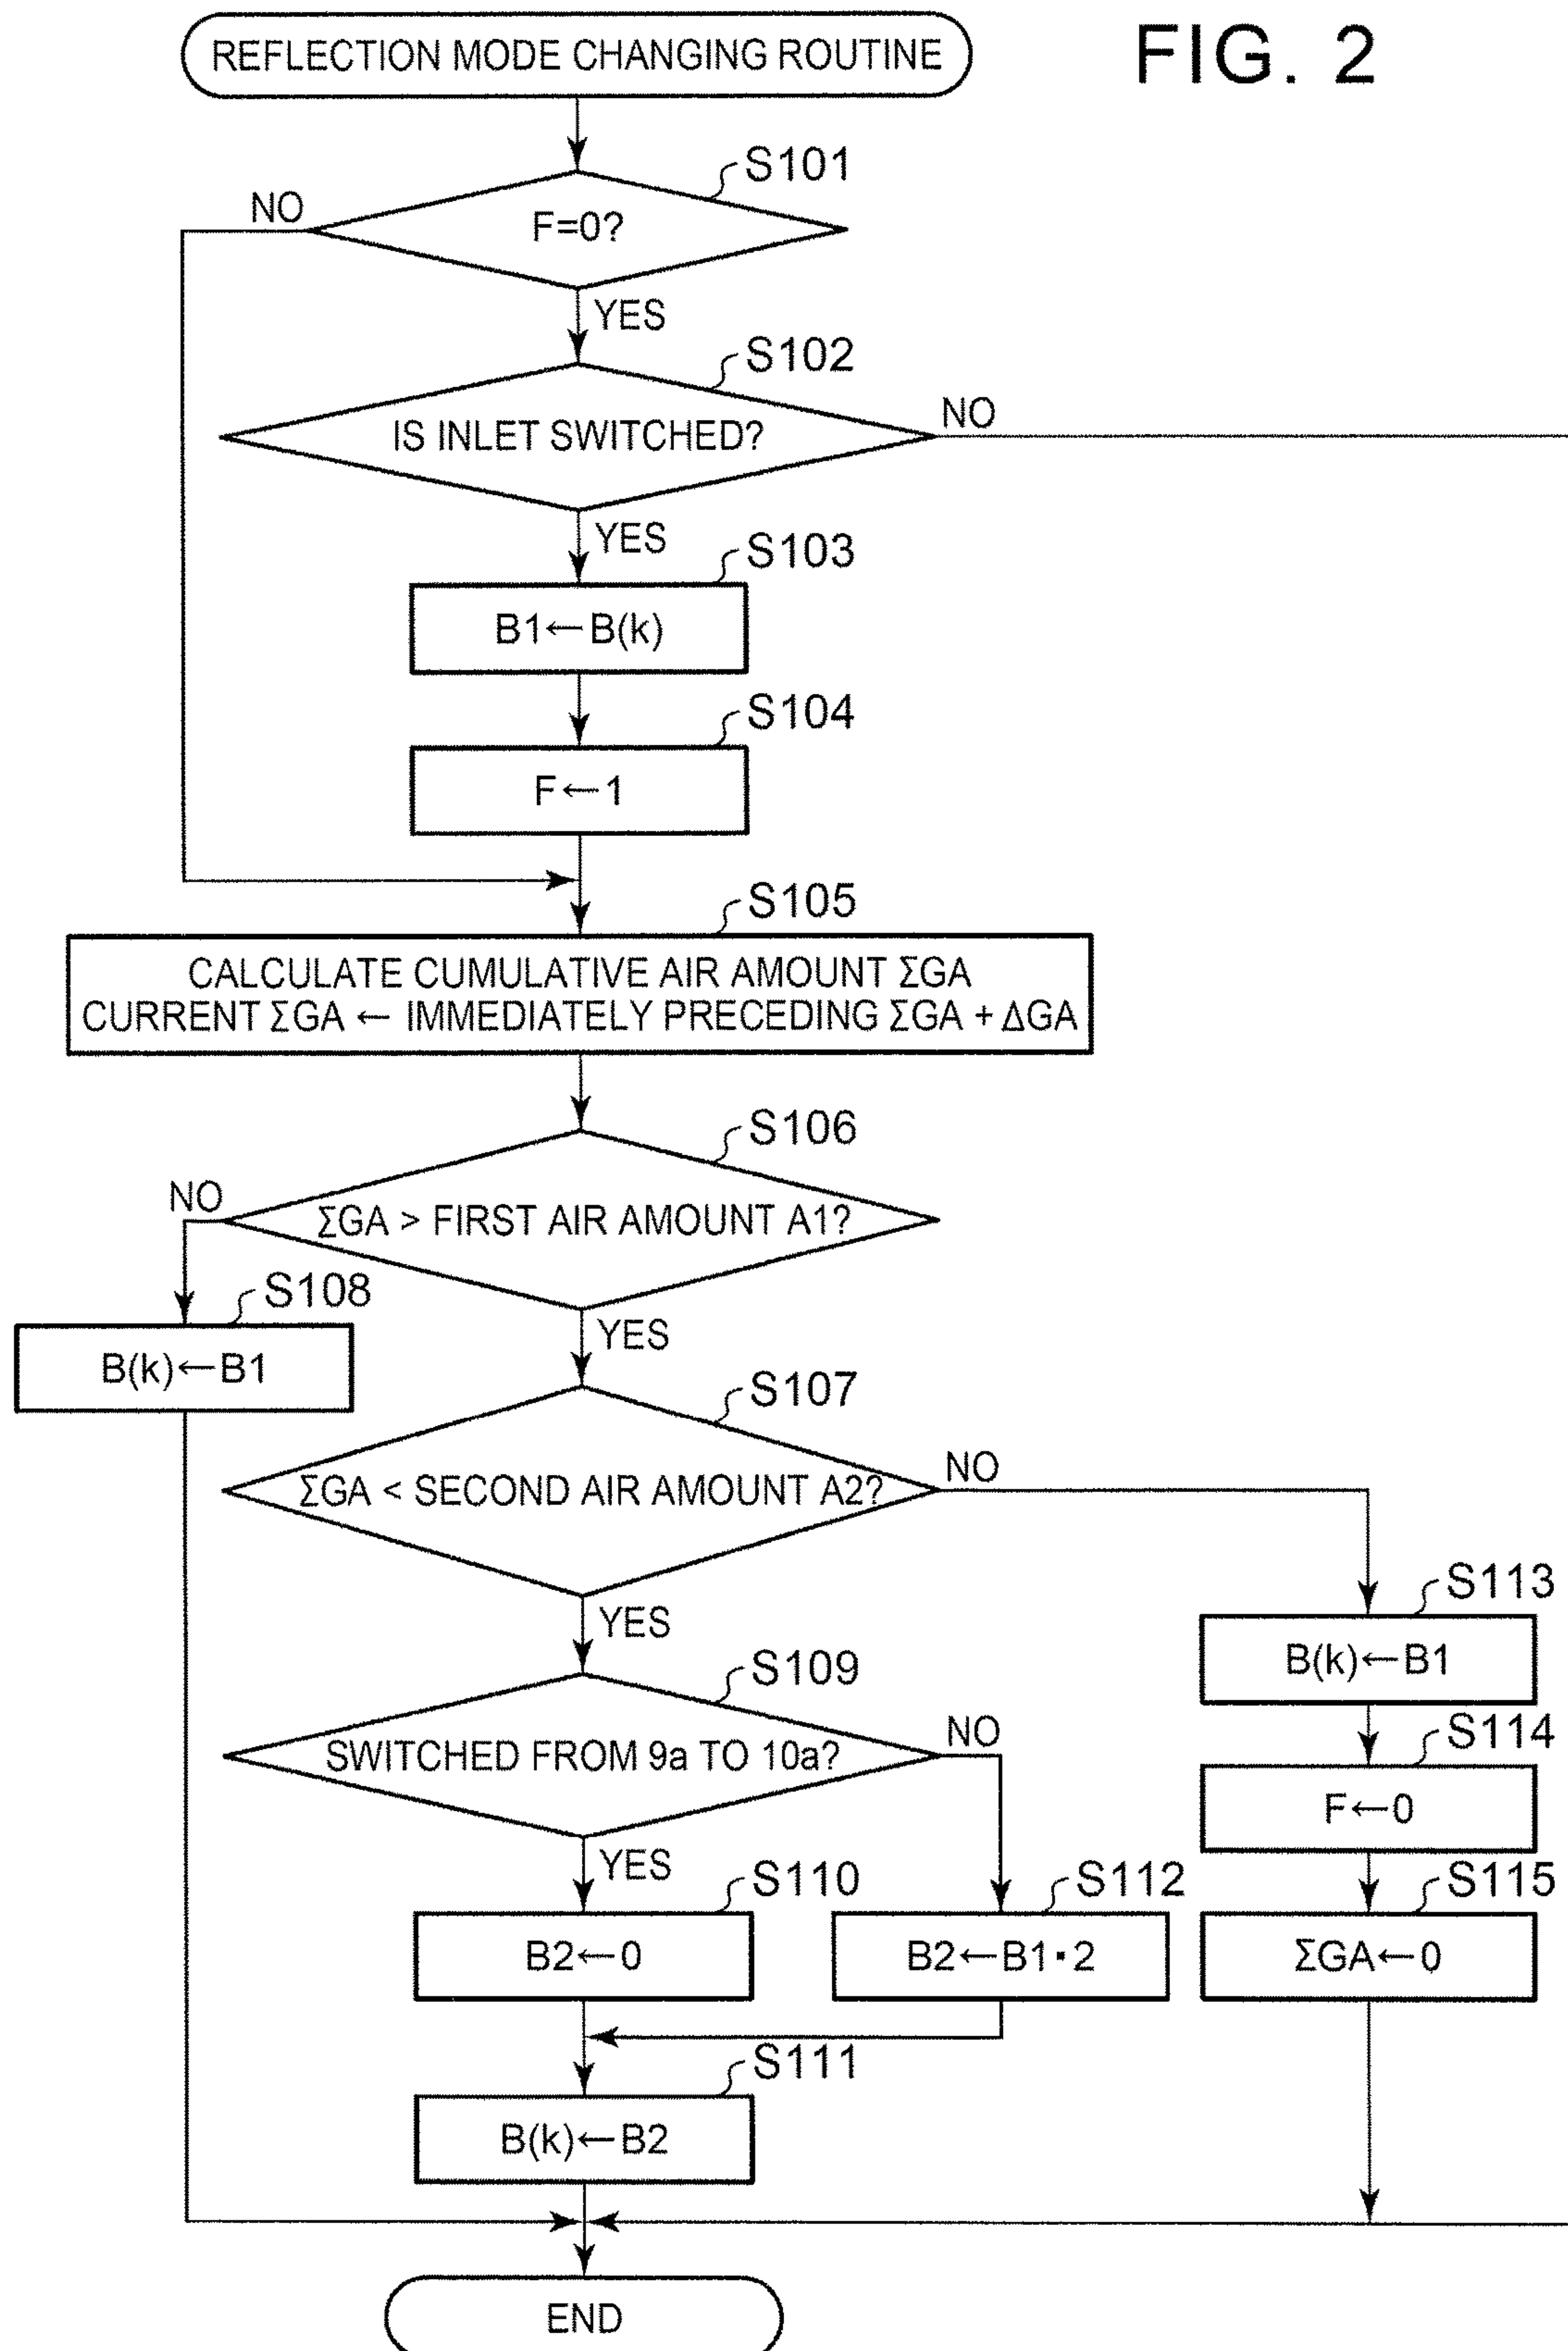 REFLECTION MODE CHANGING ROUTINE
FIG. 2
S101
NO
F=0?
YES
S102
NO
IS INLET SWITCHED?
YES
S103
B1←B(k)
S104
F←1
S105
CALCULATE CUMULATIVE AIR AMOUNT ΣGA
CURRENT ΣGA ← IMMEDIATELY PRECEDING ΣGA + ΔGA
S106
NO
ΣGA > FIRST AIR AMOUNT A1?
S108
YES
B(k)←B1
S107
NO
ΣGA < SECOND AIR AMOUNT A2?
YES
S113
B(k)←B1
S109
NO
SWITCHED FROM 9a TO 10a?
S114
F←0
YES
S110
S112
S115
B2←0
B2←B1▪2
ΣGA←0
S111
B(k)←B2
END